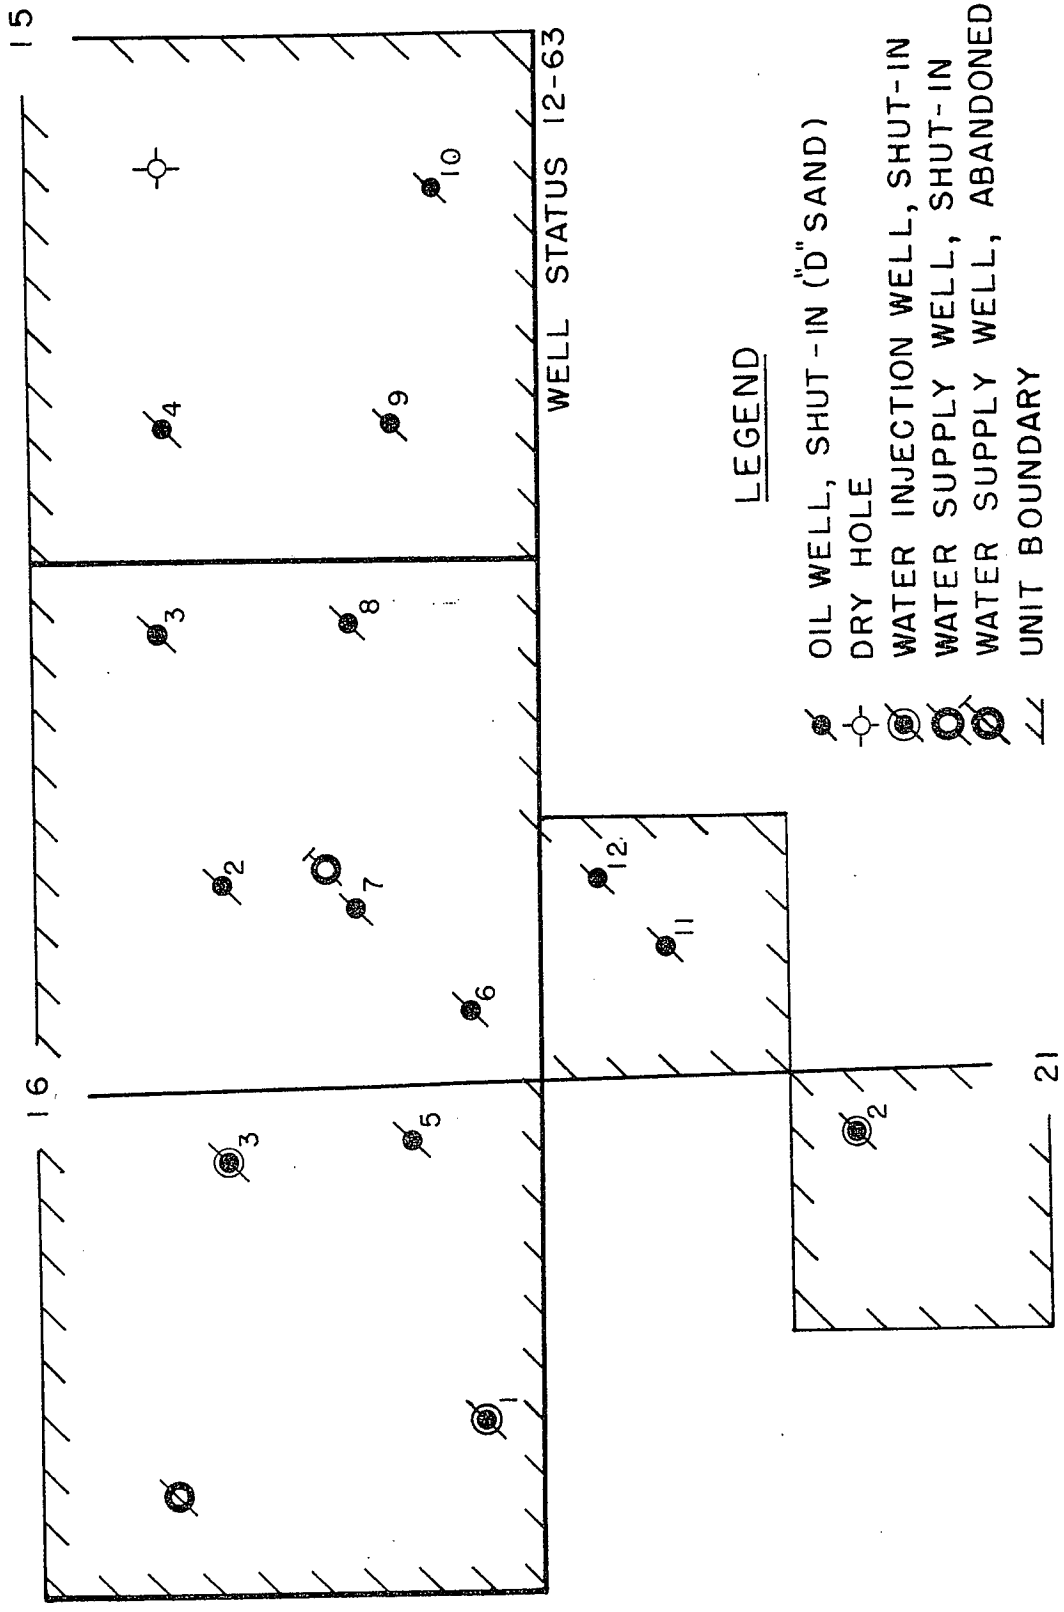 16
15
3
4
3
2
7
8
9
5
10
6
1
WELL STATUS 12-63
12
11
2
21
LEGEND
OIL WELL, SHUT-IN ("D" SAND)
DRY HOLE
WATER INJECTION WELL, SHUT-IN
WATER SUPPLY WELL, SHUT-IN
WATER SUPPLY WELL, ABANDONED
UNIT BOUNDARY